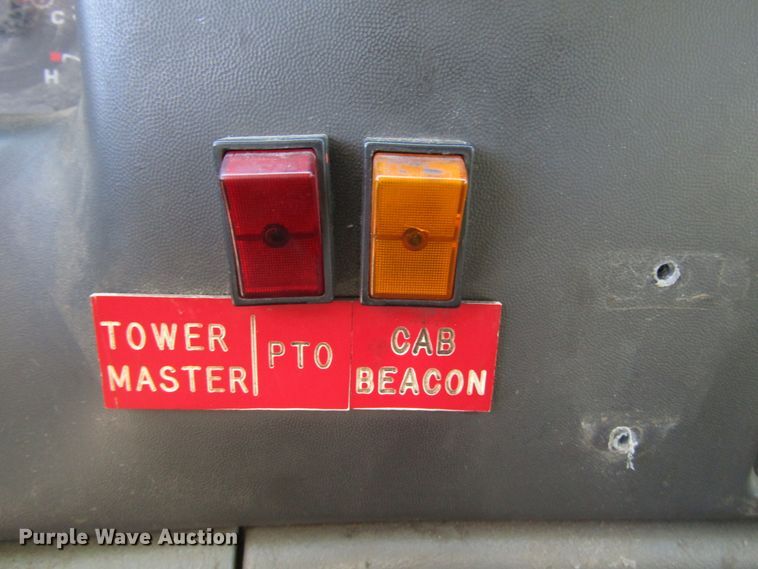 C
H
TOWER
MASTER
PTO
CAB
BEACON
Purple Wave Auction